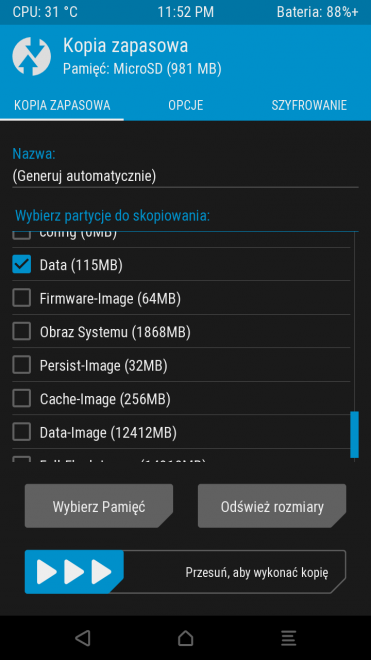 CPU: 31 °C 11:52 PM Bateria: 88%+
Kopia zapasowa
Pamięć: MicroSD (981 MB)
KOPIA ZAPASOWA OPCJE SZYFROWANIE
Nazwa:
(Generuj automatycznie)
Wybierz partycje do skopiowania:
config (0MB)
Data (115MB)
Firmware-Image (64MB)
Obraz Systemu (1868MB)
Persist-Image (32MB)
Cache-Image (256MB)
Data-Image (12412MB)
Wybierz Pamięć Odśwież rozmiary
Przesuń, aby wykonać kopię